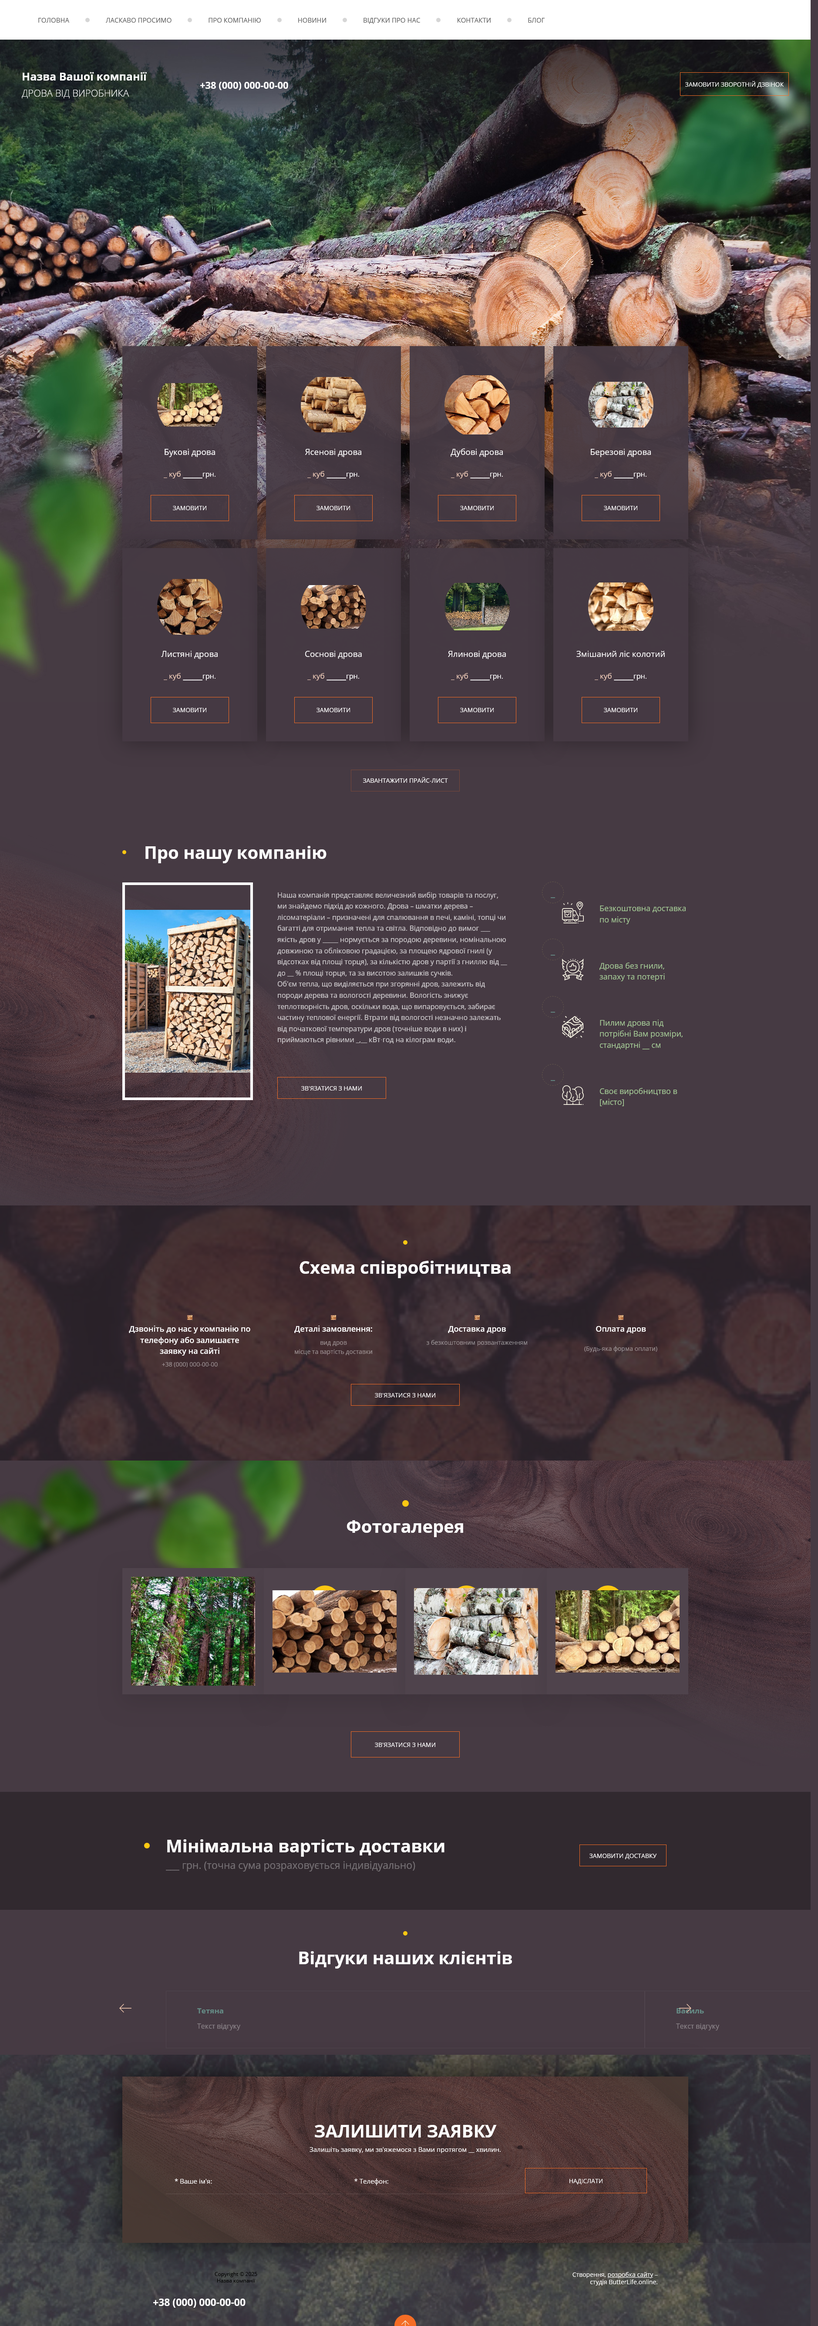 ГОЛОВНА
ЛАСКАВО ПРОСИМО
ПРО КОМПАНІЮ
НОВИНИ
ВІДГУКИ ПРО НАС
КОНТАКТИ
БЛОГ
Назва Вашої компанії
ДРОВА ВІД ВИРОБНИКА
+38 (000) 000-00-00
ЗАМОВИТИ ЗВОРОТНІЙ ДЗВІНОК
Букові дрова
_ куб _____грн.
ЗАМОВИТИ
Ясенові дрова
_ куб _____грн.
ЗАМОВИТИ
Дубові дрова
_ куб _____грн.
ЗАМОВИТИ
Березові дрова
_ куб _____грн.
ЗАМОВИТИ
Листяні дрова
_ куб _____грн.
ЗАМОВИТИ
Соснові дрова
_ куб _____грн.
ЗАМОВИТИ
Ялинові дрова
_ куб _____грн.
ЗАМОВИТИ
Змішаний ліс колотий
_ куб _____грн.
ЗАМОВИТИ
ЗАВАНТАЖИТИ ПРАЙС-ЛИСТ
Про нашу компанію
Наша компанія представляє величезний вибір товарів та послуг,
ми знайдемо підхід до кожного. Дрова – шматки дерева –
лісоматеріали – призначені для спалювання в печі, каміні, топці чи
багатті для отримання тепла та світла. Відповідно до вимог ___
якість дров у _____ нормується за породою деревини, номінальною
довжиною та обліковою градацією, за площею ядрової гнилі (у
відсотках від площі торця), за кількістю дров у партії з гниллю від __
до __ % площі торця, та за висотою залишків сучків.
Об'єм тепла, що виділяється при згорянні дров, залежить від
породи дерева та вологості деревини. Вологість знижує
теплотворність дров, оскільки вода, що випаровується, забирає
частину теплової енергії. Втрати від вологості незначно залежать
від початкової температури дров (точніше води в них) і
приймаються рівними ___ кВт год на кілограм води.
ЗВ'ЯЗАТИСЯ З НАМИ
Безкоштовна доставка
по місту
Дрова без гнили,
запаху та потерті
Пилим дрова під
потрібні Вам розміри,
стандартні __ см
Своє виробництво в
[місто]
Схема співробітництва
Дзвоніть до нас у компанію по
телефону або залишаєте
заявку на сайті
+38 (000) 000-00-00
Деталі замовлення:
вид дров
місце та вартість доставки
Доставка дров
з безкоштовним розвантаженням
Оплата дров
(Будь-яка форма оплати)
ЗВ'ЯЗАТИСЯ З НАМИ
Фотогалерея
ЗВ'ЯЗАТИСЯ З НАМИ
Мінімальна вартість доставки
___ грн. (точна сума розраховується індивідуально)
ЗАМОВИТИ ДОСТАВКУ
Відгуки наших клієнтів
Тетяна
Текст відгуку
Василь
Текст відгуку
ЗАЛИШИТИ ЗАЯВКУ
Залишіть заявку, ми зв'яжемося з Вами протягом __ хвилин.
* Ваше ім'я:
* Телефон:
НАДІСЛАТИ
Copyright © 2025
Назва компанії
+38 (000) 000-00-00
Створення, розробка сайту –
студія ButterLife.online.